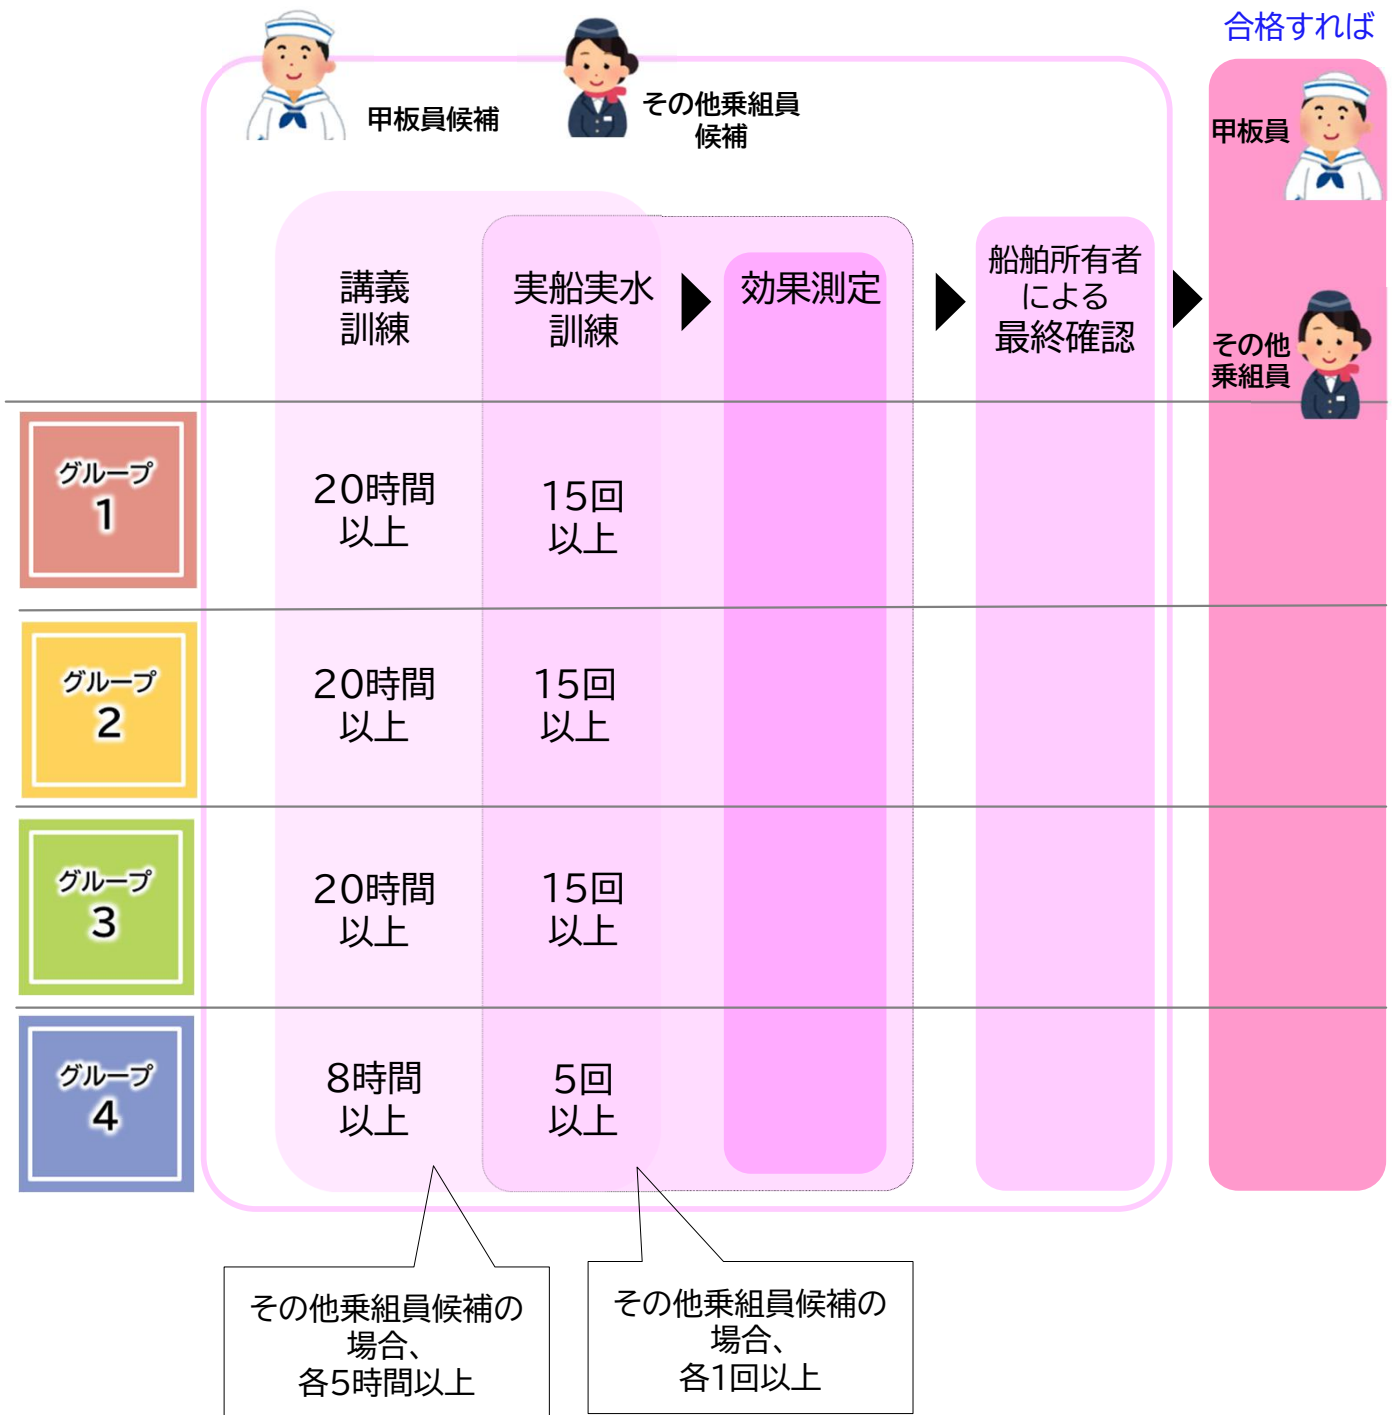 合格すれば
甲板員候補
その他乗組員
候補
甲板員
講義
訓練
実船実水
訓練
効果測定
船舶所有者
による
最終確認
その他
乗組員
グループ
1
20時間
以上
15回
以上
グループ
2
20時間
以上
15回
以上
グループ
3
20時間
以上
15回
以上
グループ
4
8時間
以上
5回
以上
その他乗組員候補の
場合、
各5時間以上
その他乗組員候補の
場合、
各1回以上